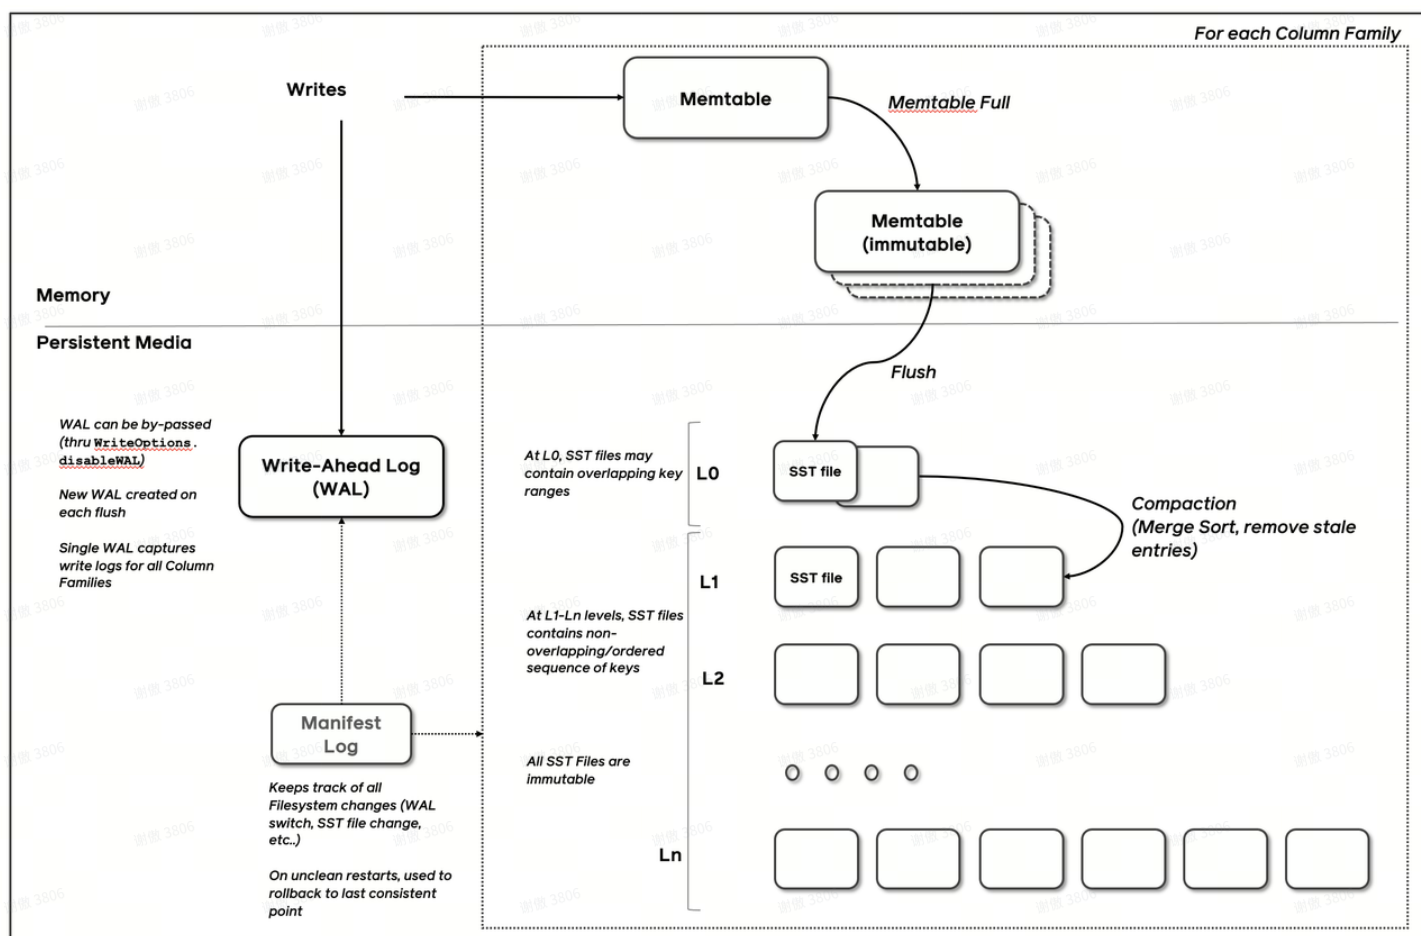 For each Column Family
Writes
Memtable
Memtable Full
Memtable
(immutable)
Memory
Persistent Media
Flush
WAL can be by-passed
(thru WriteOptions.
disableWAL)
New WAL created on
each flush
Single WAL captures
write logs for all Column
Families
Write-Ahead Log
(WAL)
At L0, SST files may
contain overlapping key
ranges
L0
SST file
Compaction
(Merge Sort, remove stale
entries)
L1
SST file
At L1-Ln levels, SST files
contains non-
overlapping/ordered
sequence of keys
L2
Manifest
Log
All SST Files are
immutable
Keeps track of all
Filesystem changes (WAL
switch, SST file change,
etc..)
Ln
On unclean restarts, used to
rollback to last consistent
point
谢傲 3806